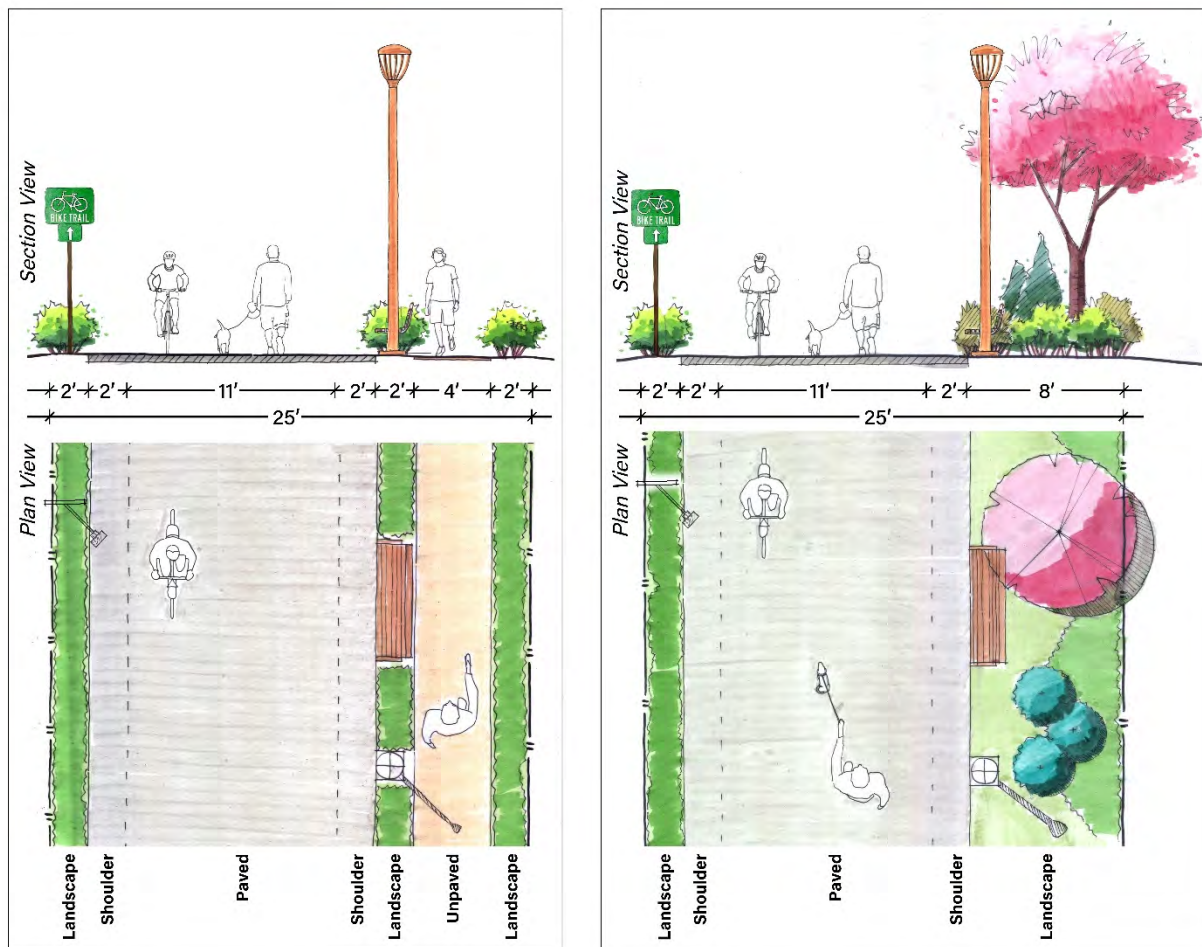 Section View
BIKE TRAIL
2' 2' 11' 2' 2' 4' 2'
25'
Plan View
Landscape
Shoulder
Paved
Shoulder
Landscape
Unpaved
Landscape
Section View
BIKE TRAIL
2' 2' 11' 2' 8'
25'
Plan View
Landscape
Shoulder
Paved
Shoulder
Landscape